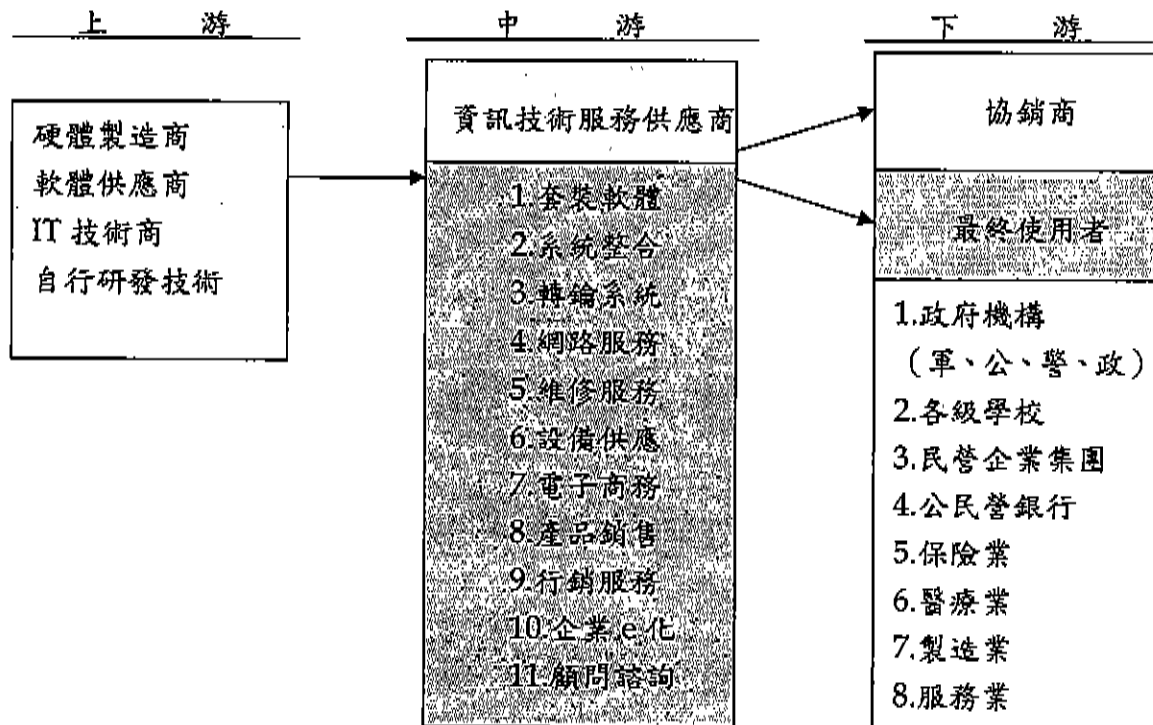 上 游
硬體製造商
軟體供應商
IT 技術商
自行研發技術
中 游
資訊技術服務供應商
1.套裝軟體
2.系統整合
3.轉鑰系統
4.網路服務
5.維修服務
6.設備供應
7.電子商務
8.產品銷售
9.行銷服務
10.企業 e 化
11.顧問諮詢
下 游
協銷商
最終使用者
1.政府機構
（軍、公、警、政）
2.各級學校
3.民營企業集團
4.公民營銀行
5.保險業
6.醫療業
7.製造業
8.服務業